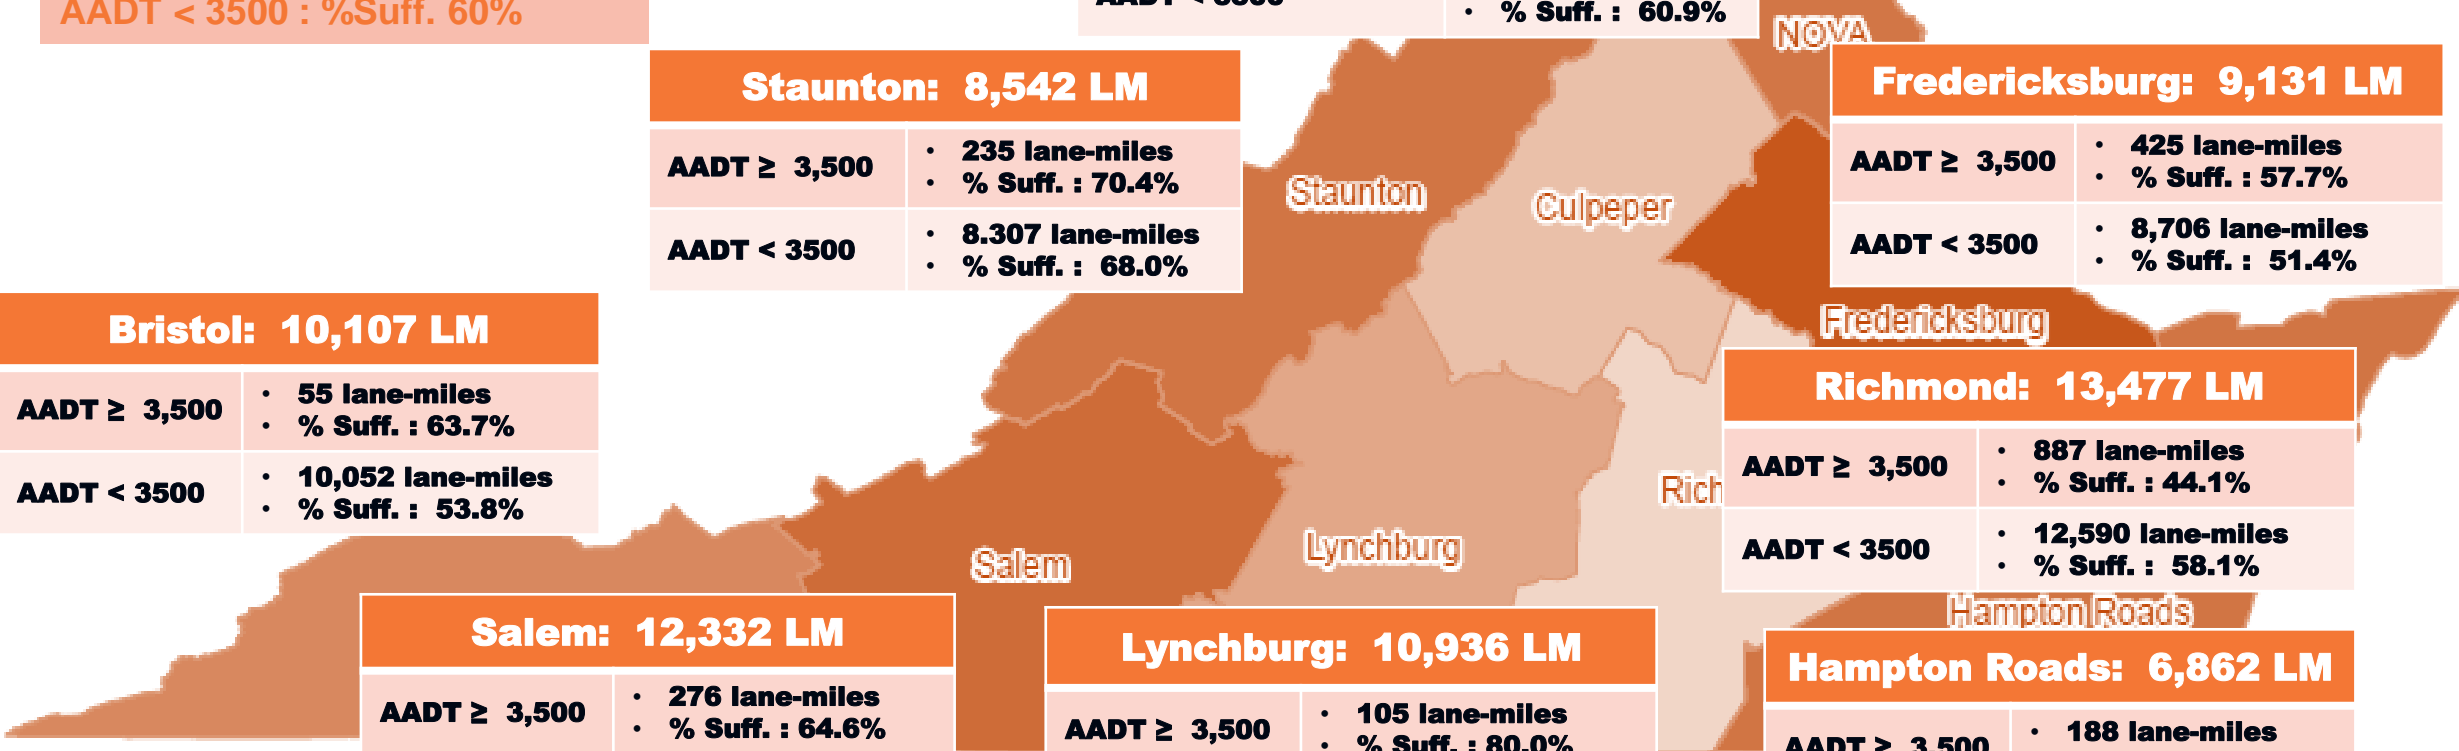 AADT < 3500 : %Suff. 60%
AADT < 3500
• % Suff. : 60.9%
NOVA
Staunton: 8,542 LM
AADT ≥ 3,500
• 235 lane-miles
• % Suff. : 70.4%
AADT < 3500
• 8.307 lane-miles
• % Suff. : 68.0%
Fredericksburg: 9,131 LM
AADT ≥ 3,500
• 425 lane-miles
• % Suff. : 57.7%
AADT < 3500
• 8,706 lane-miles
• % Suff. : 51.4%
Staunton
Culpeper
Fredericksburg
Bristol: 10,107 LM
AADT ≥ 3,500
• 55 lane-miles
• % Suff. : 63.7%
AADT < 3500
• 10,052 lane-miles
• % Suff. : 53.8%
Richmond: 13,477 LM
AADT ≥ 3,500
• 887 lane-miles
• % Suff. : 44.1%
AADT < 3500
• 12,590 lane-miles
• % Suff. : 58.1%
Rich
Salem
Lynchburg
Hampton Roads
Salem: 12,332 LM
AADT ≥ 3,500
• 276 lane-miles
• % Suff. : 64.6%
Lynchburg: 10,936 LM
AADT ≥ 3,500
• 105 lane-miles
• % Suff. : 80.0%
Hampton Roads: 6,862 LM
AADT ≥ 3,500
• 188 lane-miles